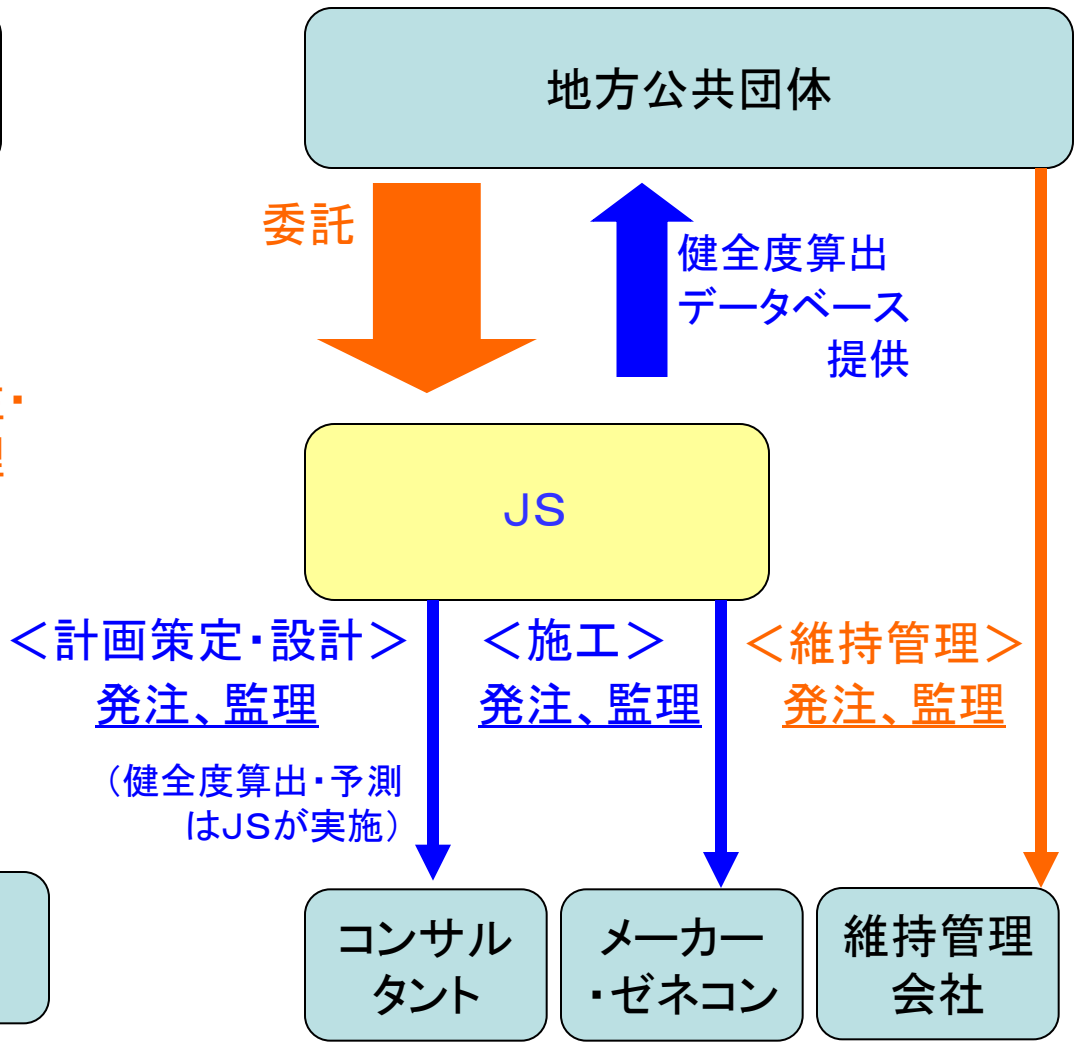 地方公共団体
委託
健全度算出
データベース
提供
JS
＜計画策定・設計＞
発注、監理
（健全度算出・予測
はJSが実施）
＜施工＞
発注、監理
＜維持管理＞
発注、監理
コンサル
タント
メーカー
・ゼネコン
維持管理
会社